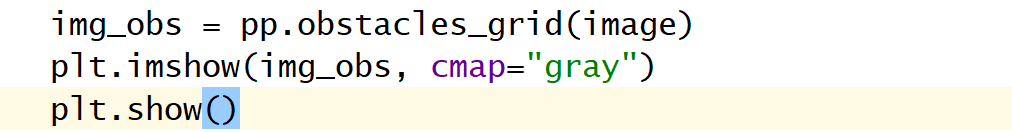 img_obs = pp.obstacles_grid(image)
plt.imshow(img_obs, cmap="gray")
plt.show()